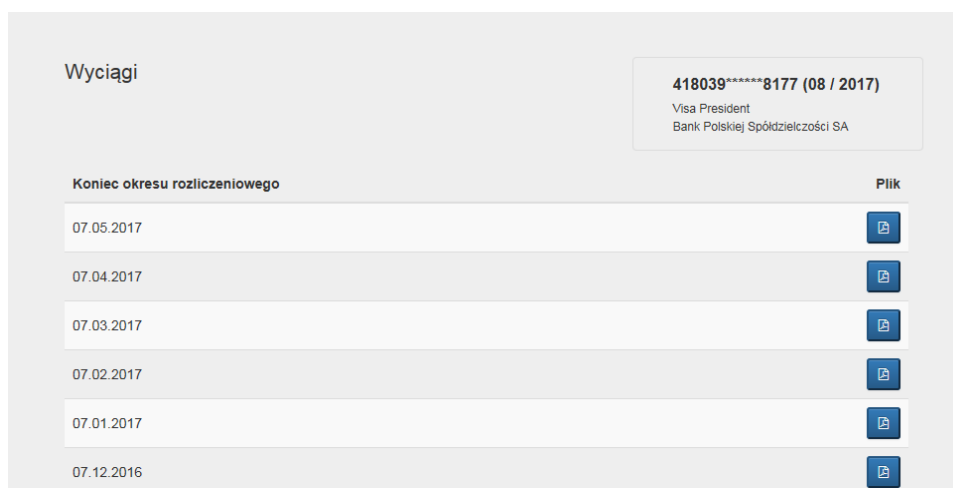 Wyciągi
418039******8177 (08 / 2017)
Visa President
Bank Polskiej Spółdzielczości SA
Koniec okresu rozliczeniowego Plik
07.05.2017
07.04.2017
07.03.2017
07.02.2017
07.01.2017
07.12.2016